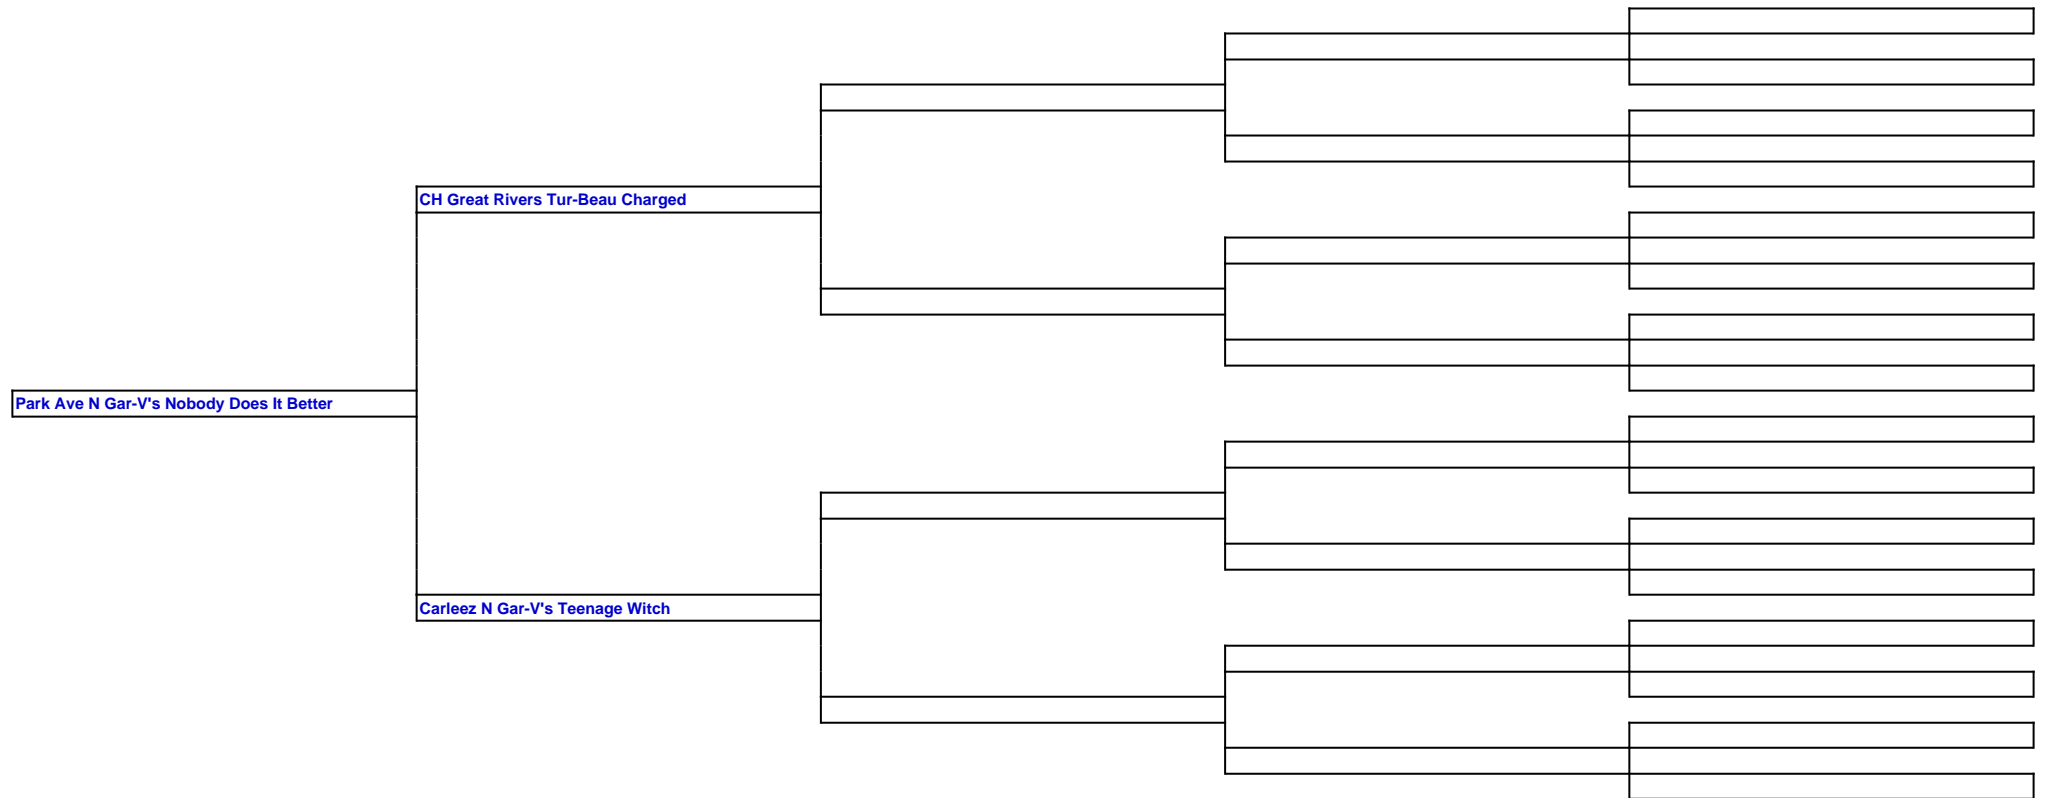 CH Great Rivers Tur-Beau Charged
Park Ave N Gar-V's Nobody Does It Better
Carleez N Gar-V's Teenage Witch